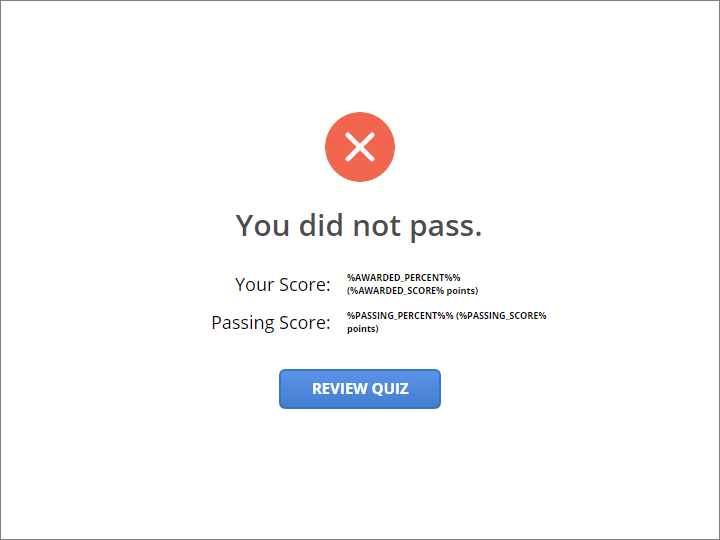 You did not pass.
Your Score: %AWARDED_PERCENT%%
(%AWARDED_SCORE% points)
Passing Score: %PASSING_PERCENT%% (%PASSING_SCORE%
points)
REVIEW QUIZ